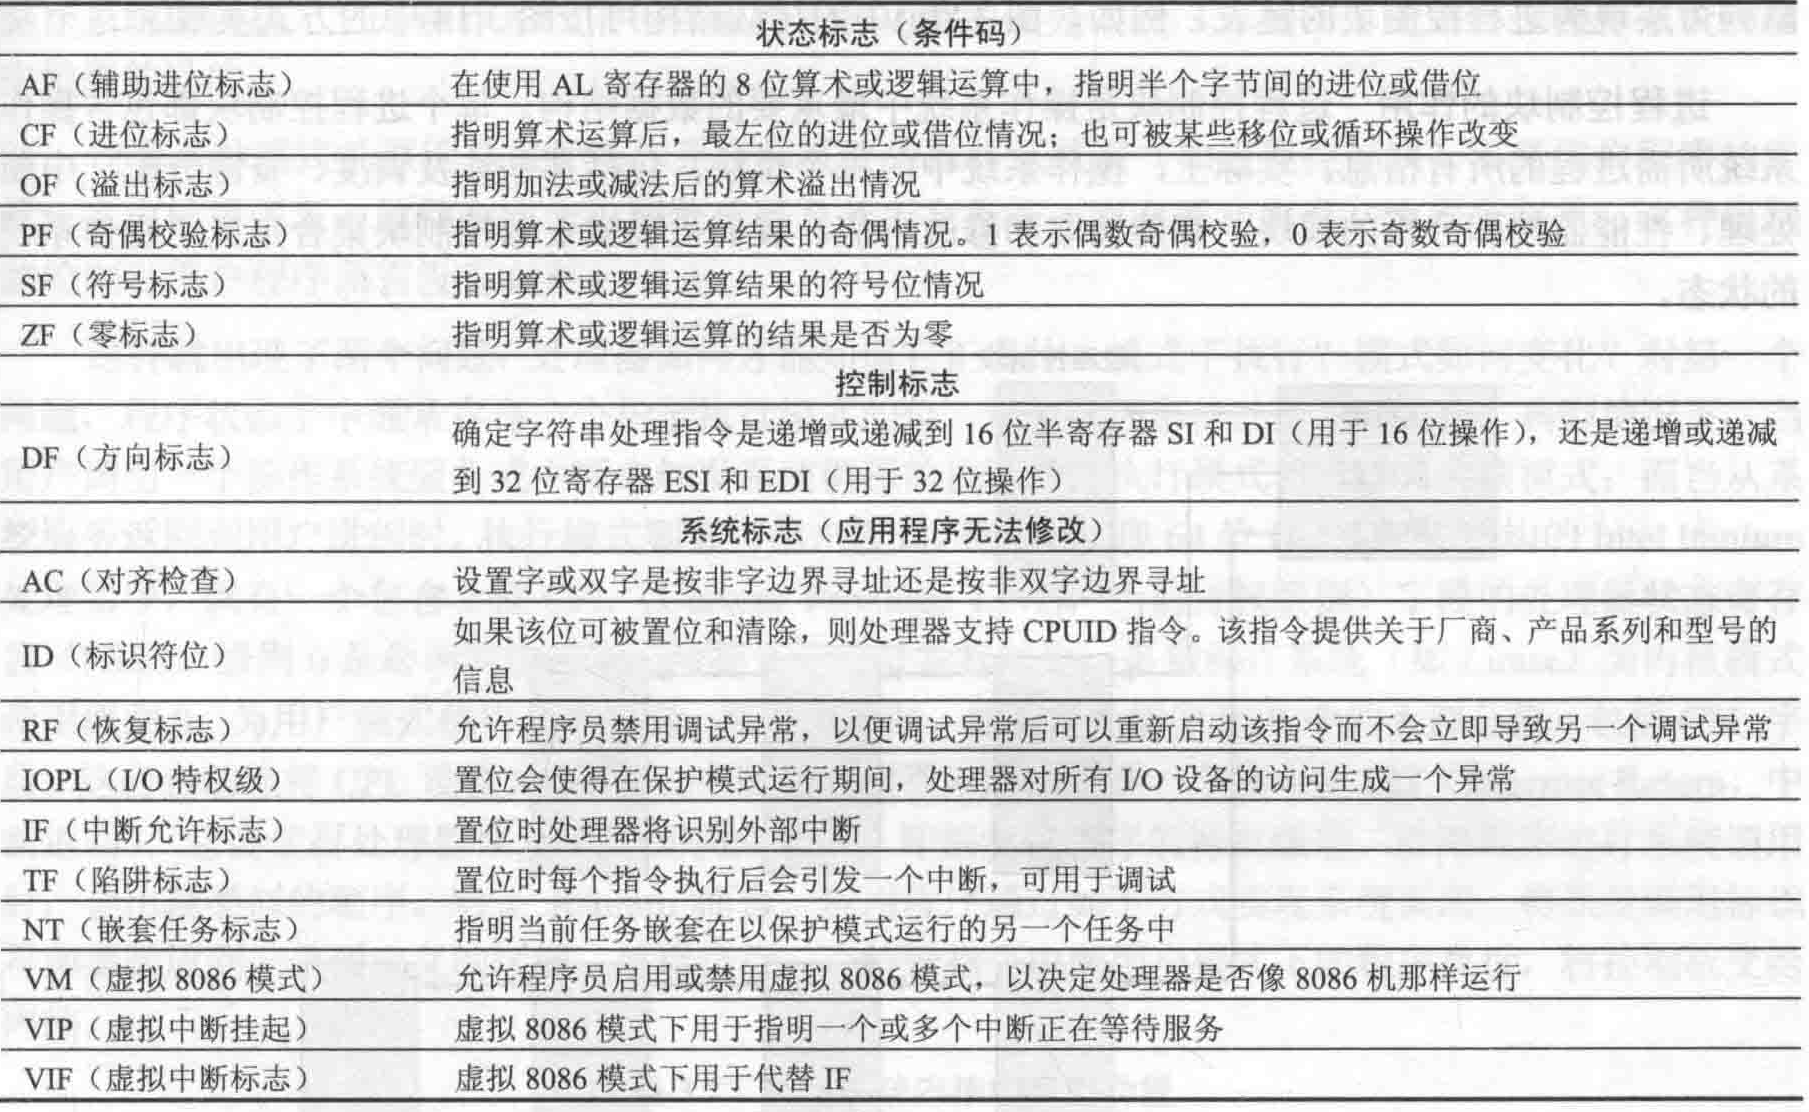 状态标志（条件码）
AF（辅助进位标志） 在使用 AL 寄存器的 8 位算术或逻辑运算中，指明半个字节间的进位或借位
CF（进位标志） 指明算术运算后，最左位的进位或借位情况；也可被某些移位或循环操作改变
OF（溢出标志） 指明加法或减法后的算术溢出情况
PF（奇偶校验标志） 指明算术或逻辑运算结果的奇偶情况。1 表示偶数奇偶校验，0 表示奇数奇偶校验
SF（符号标志） 指明算术或逻辑运算结果的符号位情况
ZF（零标志） 指明算术或逻辑运算的结果是否为零
控制标志
DF（方向标志） 确定字符串处理指令是递增或递减到 16 位半寄存器 SI 和 DI（用于 16 位操作），还是递增或递减
到 32 位寄存器 ESI 和 EDI（用于 32 位操作）
系统标志（应用程序无法修改）
AC（对齐检查） 设置字或双字是按非字边界寻址还是按非双字边界寻址
ID（标识符位） 如果该位可被置位和清除，则处理器支持 CPUID 指令。该指令提供关于厂商、产品系列和型号的
信息
RF（恢复标志） 允许程序员禁用调试异常，以便调试异常后可以重新启动该指令而不会立即导致另一个调试异常
IOPL（I/O 特权级） 置位会使得在保护模式运行期间，处理器对所有 I/O 设备的访问生成一个异常
IF（中断允许标志） 置位时处理器将识别外部中断
TF（陷阱标志） 置位时每个指令执行后会引发一个中断，可用于调试
NT（嵌套任务标志） 指明当前任务嵌套在以保护模式运行的另一个任务中
VM（虚拟 8086 模式） 允许程序员启用或禁用虚拟 8086 模式，以决定处理器是否像 8086 机那样运行
VIP（虚拟中断挂起） 虚拟 8086 模式下用于指明一个或多个中断正在等待服务
VIF（虚拟中断标志） 虚拟 8086 模式下用于代替 IF